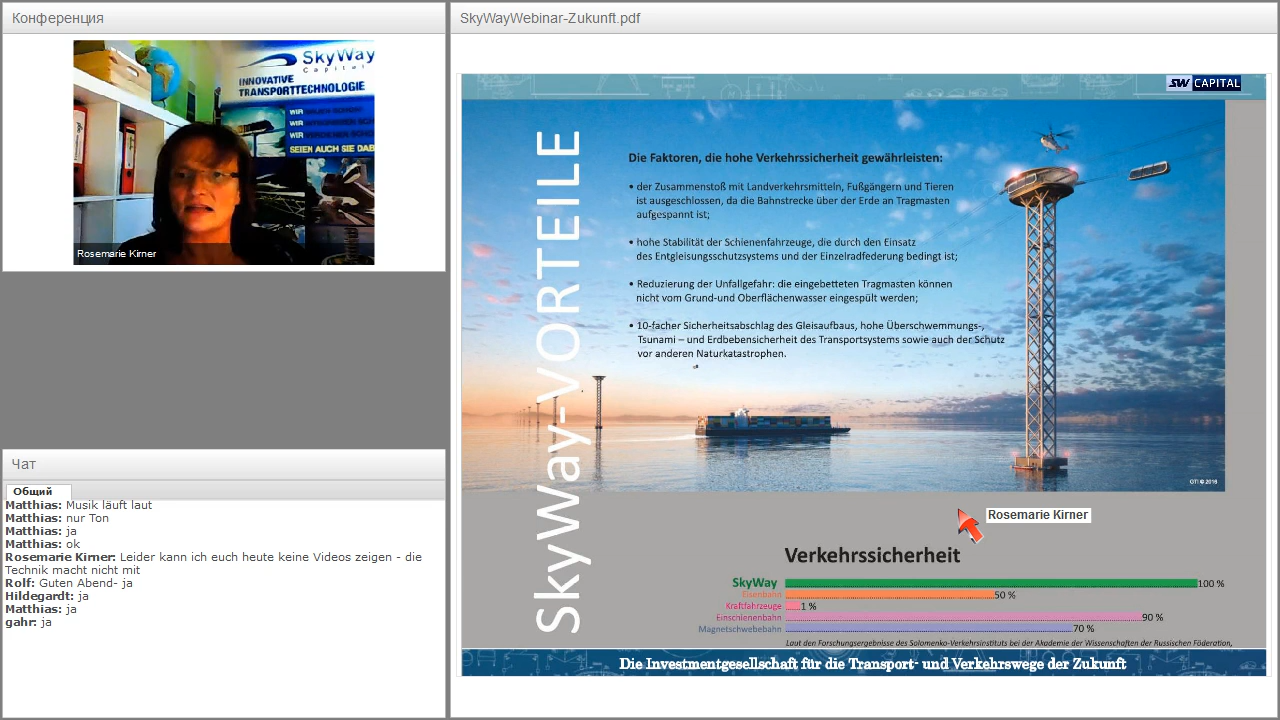 Конференция
SkyWay
Capital
INNOVATIVE
TRANSPORTTECHNOLOGIE
WIR
WIR
WIR
SEIEN AUCH SIE DAB
Rosemarie Kirner
Чат
Общий
Matthias: Musik läuft laut
Matthias: nur Ton
Matthias: ja
Matthias: ok
Rosemarie Kirner: Leider kann ich euch heute keine Videos zeigen - die
Technik macht nicht mit
Rolf: Guten Abend- ja
Hildegardt: ja
Matthias: ja
gahr: ja
SkyWayWebinar-Zukunft.pdf
SW CAPITAL
SkyWay-VORTEILE
Die Faktoren, die hohe Verkehrssicherheit gewährleisten:
• der Zusammenstoß mit Landverkehrsmitteln, Fußgängern und Tieren
ist ausgeschlossen, da die Bahnstrecke über der Erde an Tragmasten
aufgespannt ist;
• hohe Stabilität der Schienenfahrzeuge, die durch den Einsatz
des Entgleisungsschutzsystems und der Einzelradfederung bedingt ist;
• Reduzierung der Unfallgefahr: die eingebetteten Tragmasten können
nicht vom Grund-und Oberflächenwasser eingespült werden;
• 10-facher Sicherheitsabschlag des Gleisaufbaus, hohe Überschwemmungs-,
Tsunami – und Erdbebensicherheit des Transportsystems sowie auch der Schutz
vor anderen Naturkatastrophen.
GTI © 2016
Rosemarie Kirner
Verkehrssicherheit
SkyWay 100 %
Eisenbahn 50 %
Kraftfahrzeuge 1 %
Einschienenbahn 90 %
Magnetschwebebahn 70 %
Laut den Forschungsergebnisse des Solomenko-Verkehrsinstituts bei der Akademie der Wissenschaften der Russischen Föderation,
Die Investmentgesellschaft für die Transport- und Verkehrswege der Zukunft